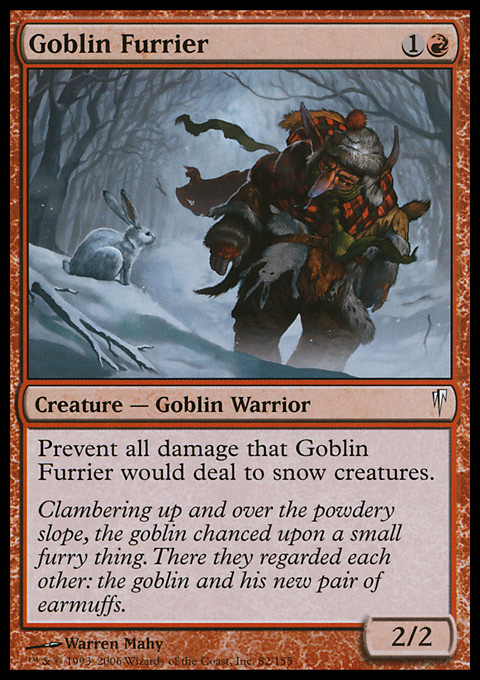 Goblin Furrier
1
Creature — Goblin Warrior
Prevent all damage that Goblin
Furrier would deal to snow creatures.
Clambering up and over the powdery
slope, the goblin chanced upon a small
furry thing. There they regarded each
other: the goblin and his new pair of
earmuffs.
Warren Mahy
2/2
™ & © 1993–2006 Wizards of the Coast, Inc. 82/155